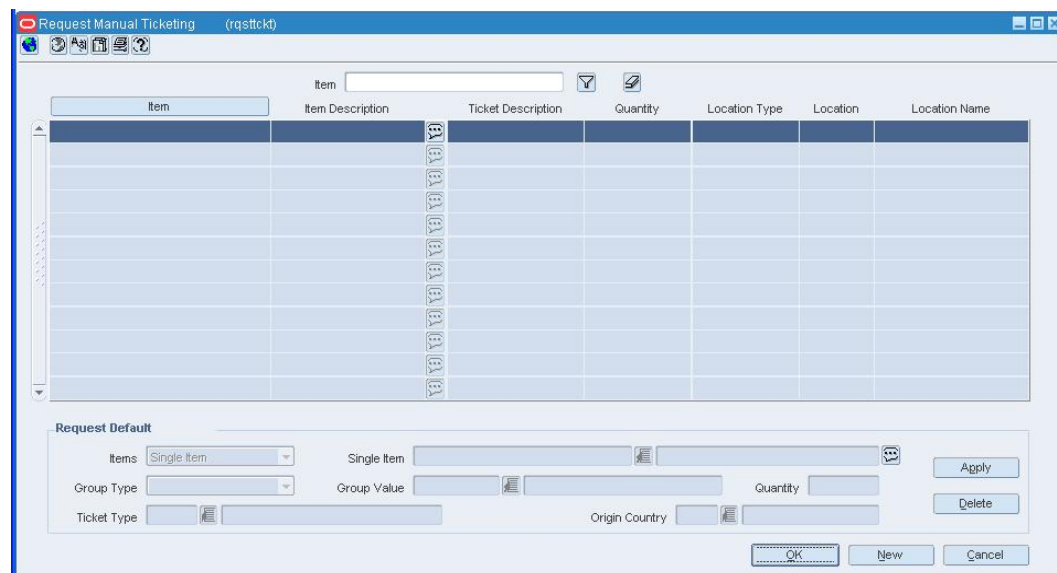 Request Manual Ticketing (rqsttckt)
Item
Item Item Description Ticket Description Quantity Location Type Location Location Name
Request Default
Items Single Item Single Item
Apply
Group Type Group Value Quantity
Delete
Ticket Type Origin Country
OK New Cancel